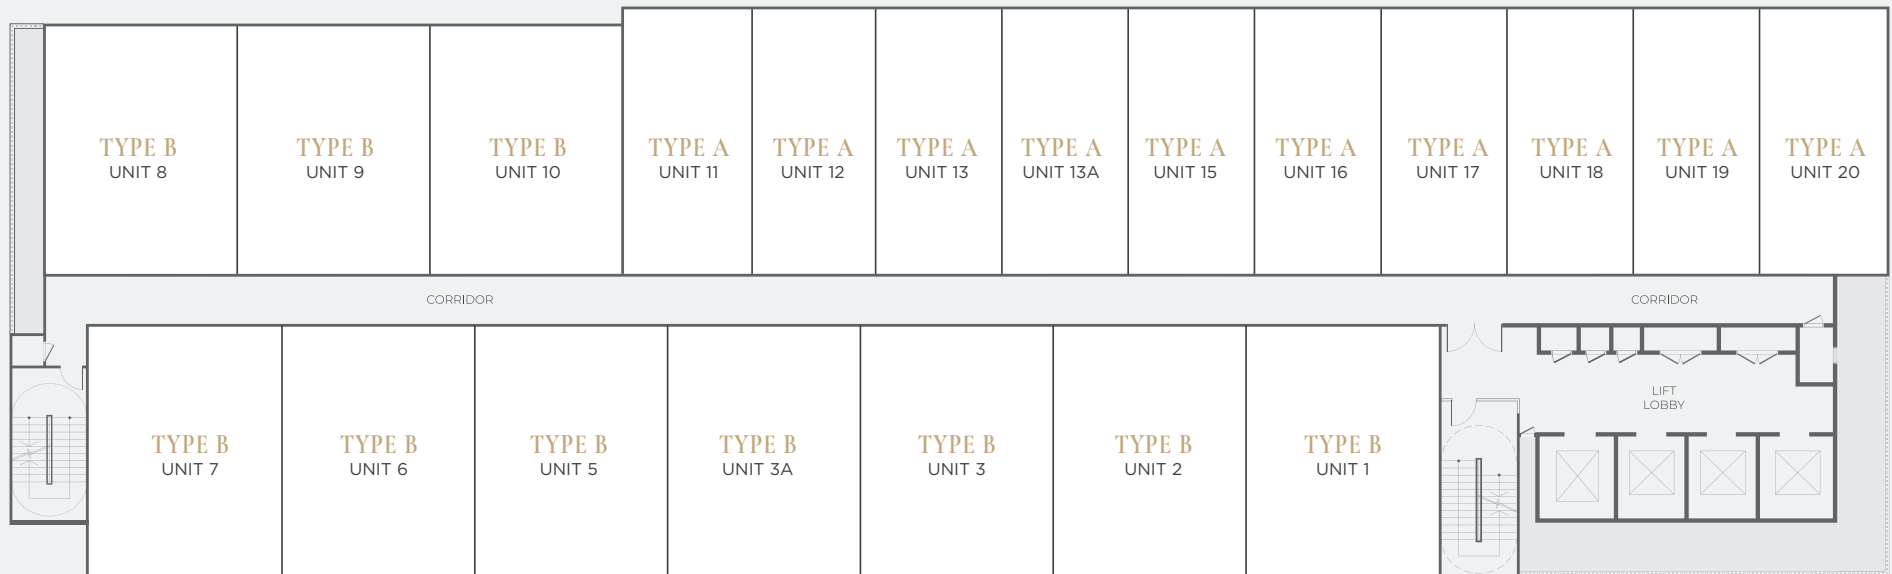 TYPE B
UNIT 8
TYPE B
UNIT 9
TYPE B
UNIT 10
TYPE A
UNIT 11
TYPE A
UNIT 12
TYPE A
UNIT 13
TYPE A
UNIT 13A
TYPE A
UNIT 15
TYPE A
UNIT 16
TYPE A
UNIT 17
TYPE A
UNIT 18
TYPE A
UNIT 19
TYPE A
UNIT 20
CORRIDOR
CORRIDOR
TYPE B
UNIT 7
TYPE B
UNIT 6
TYPE B
UNIT 5
TYPE B
UNIT 3A
TYPE B
UNIT 3
TYPE B
UNIT 2
TYPE B
UNIT 1
LIFT
LOBBY